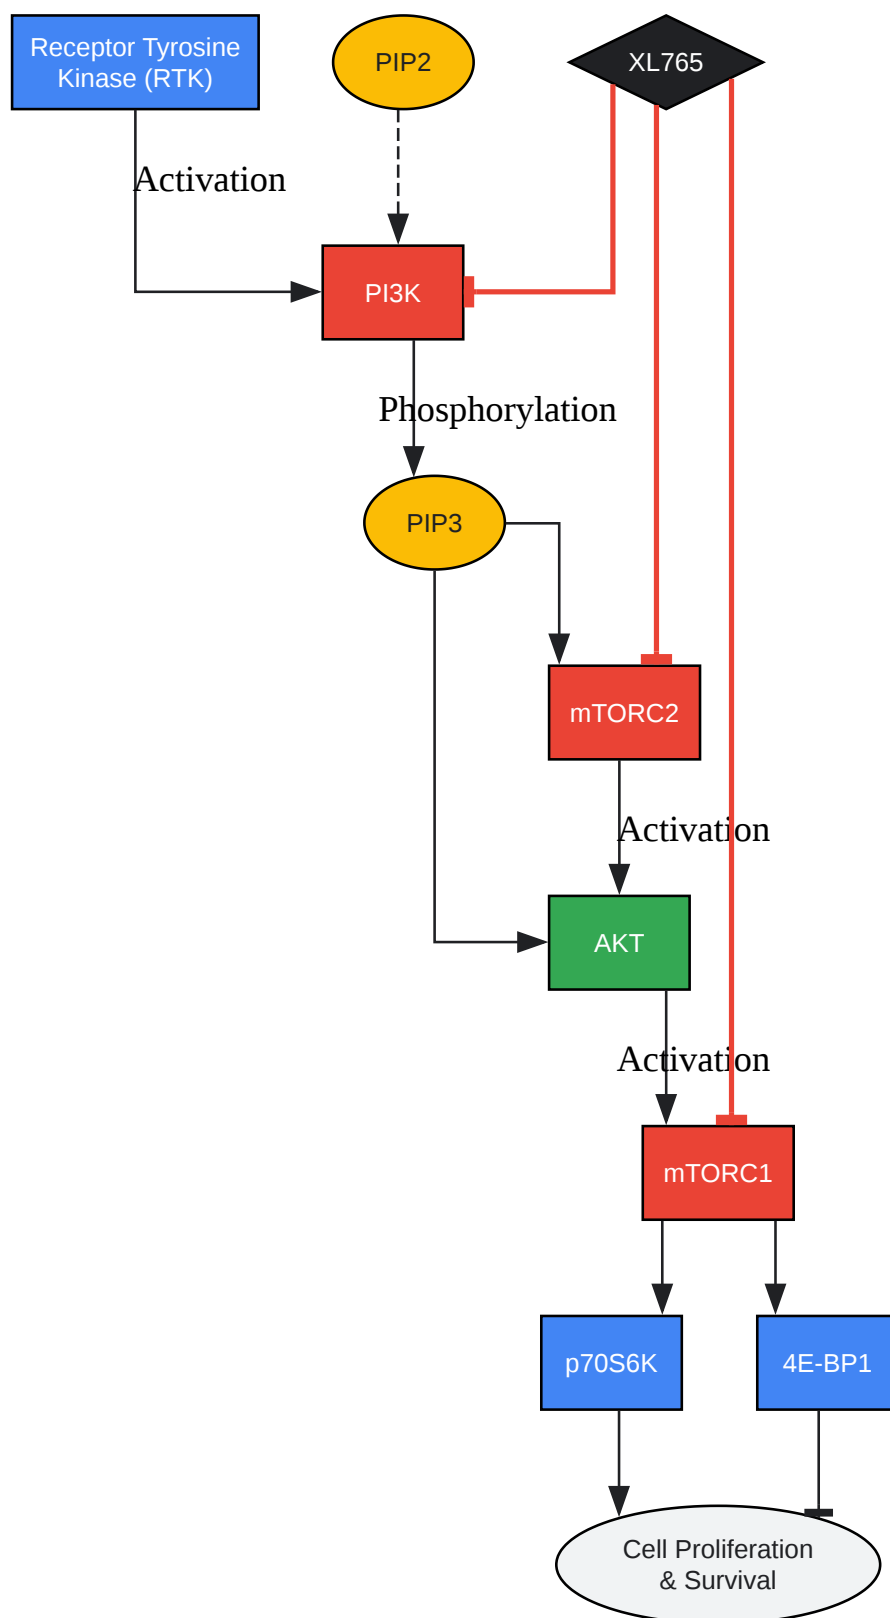 Receptor Tyrosine
Kinase (RTK)
PIP2
XL765
Activation
PI3K
Phosphorylation
PIP3
mTORC2
Activation
AKT
Activation
mTORC1
p70S6K
4E-BP1
Cell Proliferation
& Survival